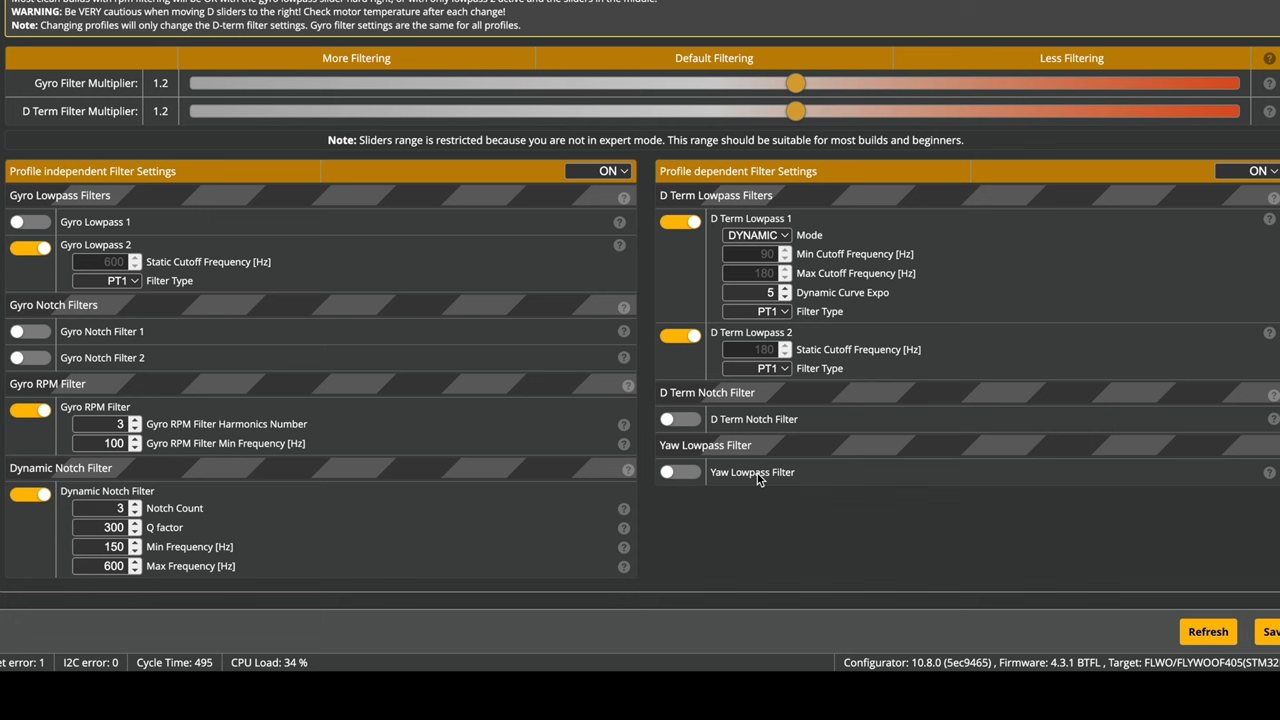 WARNING: Be VERY cautious when moving D sliders to the right! Check motor temperature after each change!
Note: Changing profiles will only change the D-term filter settings. Gyro filter settings are the same for all profiles.
More Filtering Default Filtering Less Filtering
Gyro Filter Multiplier: 1.2
D Term Filter Multiplier: 1.2
Note: Sliders range is restricted because you are not in expert mode. This range should be suitable for most builds and beginners.
Profile independent Filter Settings ON
Gyro Lowpass Filters
Gyro Lowpass 1
Gyro Lowpass 2
600 Static Cutoff Frequency [Hz]
PT1 Filter Type
Gyro Notch Filters
Gyro Notch Filter 1
Gyro Notch Filter 2
Gyro RPM Filter
Gyro RPM Filter
3 Gyro RPM Filter Harmonics Number
100 Gyro RPM Filter Min Frequency [Hz]
Dynamic Notch Filter
Dynamic Notch Filter
3 Notch Count
300 Q factor
150 Min Frequency [Hz]
600 Max Frequency [Hz]
Profile dependent Filter Settings ON
D Term Lowpass Filters
D Term Lowpass 1
DYNAMIC Mode
90 Min Cutoff Frequency [Hz]
180 Max Cutoff Frequency [Hz]
5 Dynamic Curve Expo
PT1 Filter Type
D Term Lowpass 2
180 Static Cutoff Frequency [Hz]
PT1 Filter Type
D Term Notch Filter
D Term Notch Filter
Yaw Lowpass Filter
Yaw Lowpass Filter
Refresh Sav
et error: 1 I2C error: 0 Cycle Time: 495 CPU Load: 34 % Configurator: 10.8.0 (5ec9465) , Firmware: 4.3.1 BTFL , Target: FLWO/FLYWOOF405(STM32